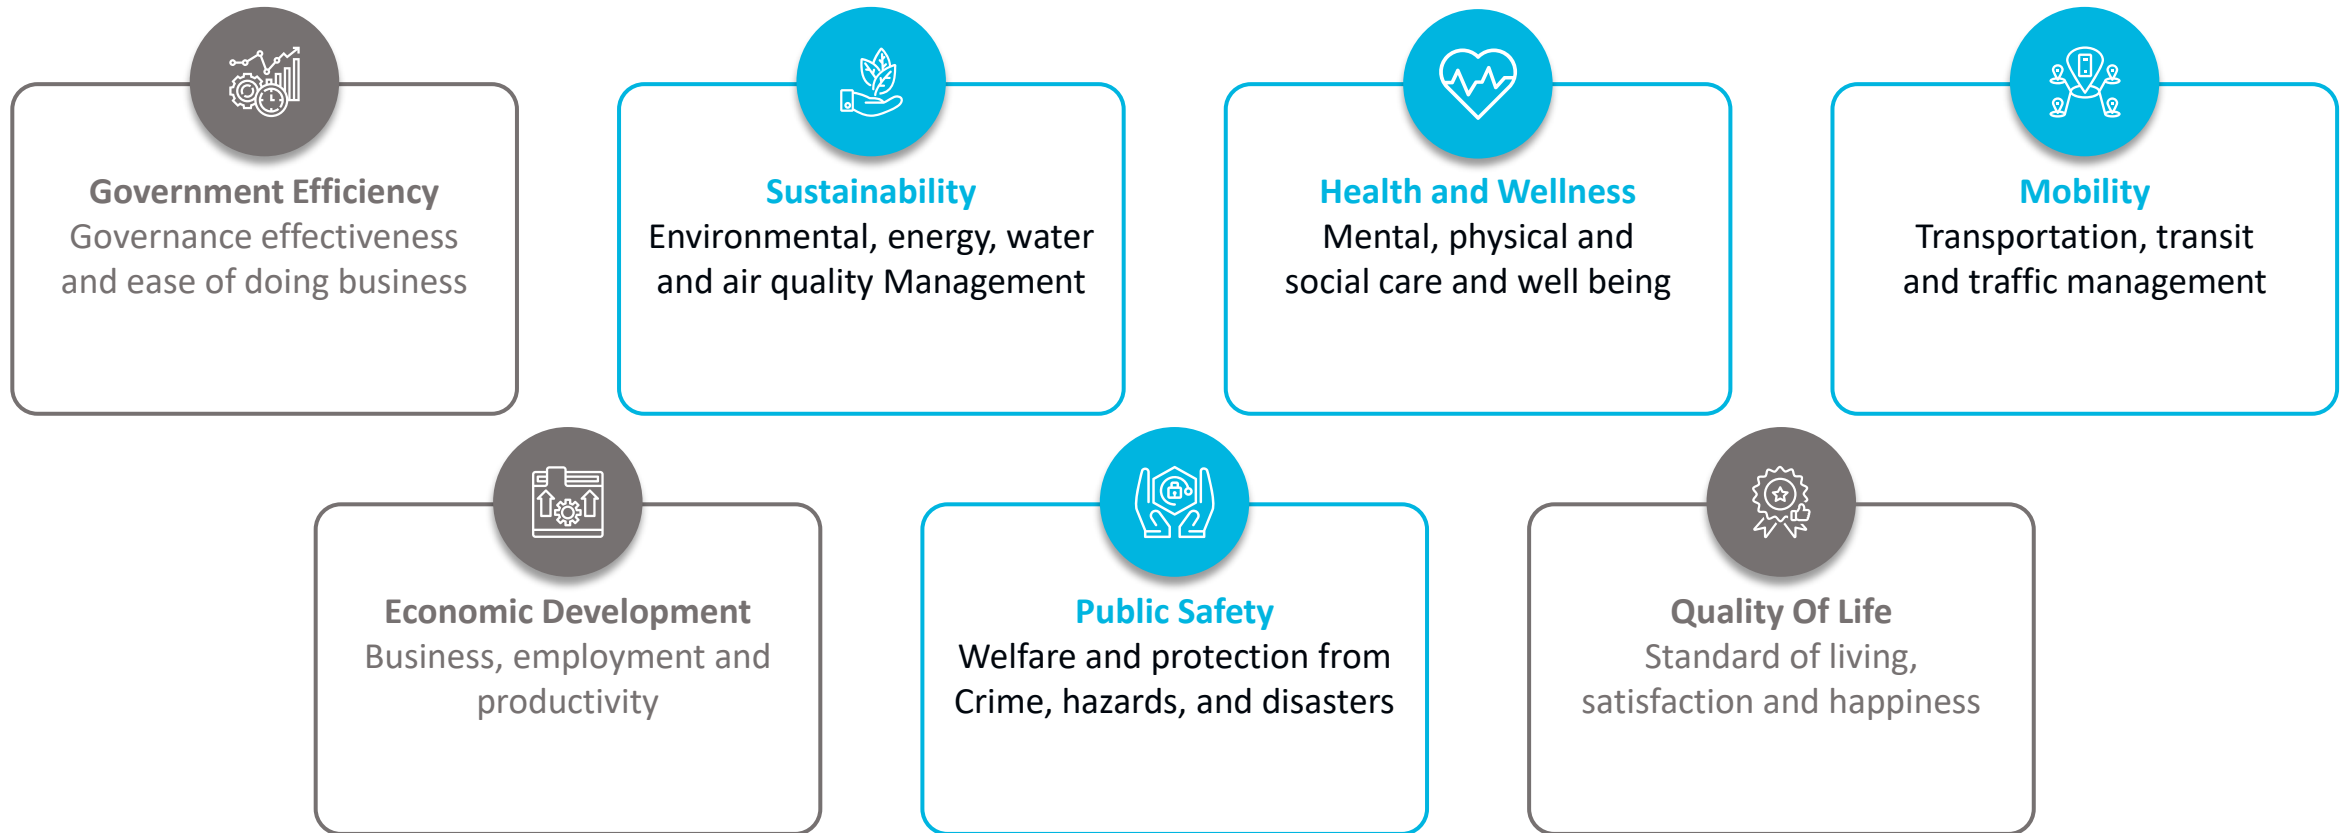 Government Efficiency
Governance effectiveness
and ease of doing business
Sustainability
Environmental, energy, water
and air quality Management
Health and Wellness
Mental, physical and
social care and well being
Mobility
Transportation, transit
and traffic management
Economic Development
Business, employment and
productivity
Public Safety
Welfare and protection from
Crime, hazards, and disasters
Quality Of Life
Standard of living,
satisfaction and happiness